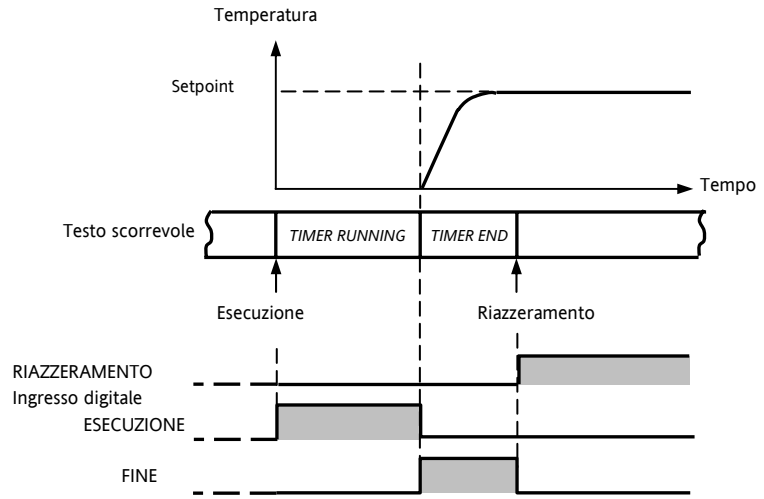 Temperatura
Setpoint
Tempo
Testo scorrevole
TIMER RUNNING
TIMER END
Esecuzione
Riazzeramento
RIAZZERAMENTO
Ingresso digitale
ESECUZIONE
FINE